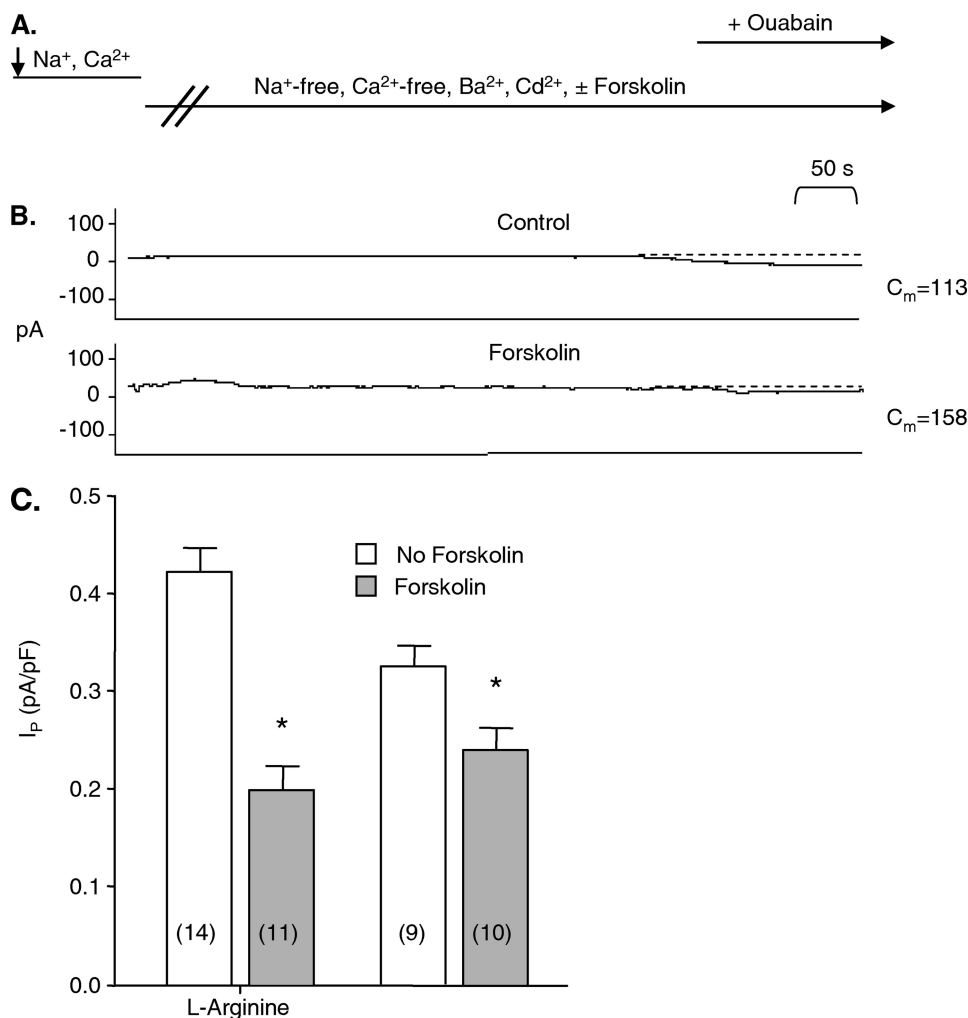 A.
+ Ouabain
Na⁺, Ca²⁺
Na⁺-free, Ca²⁺-free, Ba²⁺, Cd²⁺, ± Forskolin
50 s
B.
Control
100
0
-100
Cₘ=113
pA
Forskolin
100
0
-100
Cₘ=158
C.
0.5
0.4
0.3
0.2
0.1
0.0
I_P (pA/pF)
No Forskolin
Forskolin
*
*
(14) (11) (9) (10)
L-Arginine